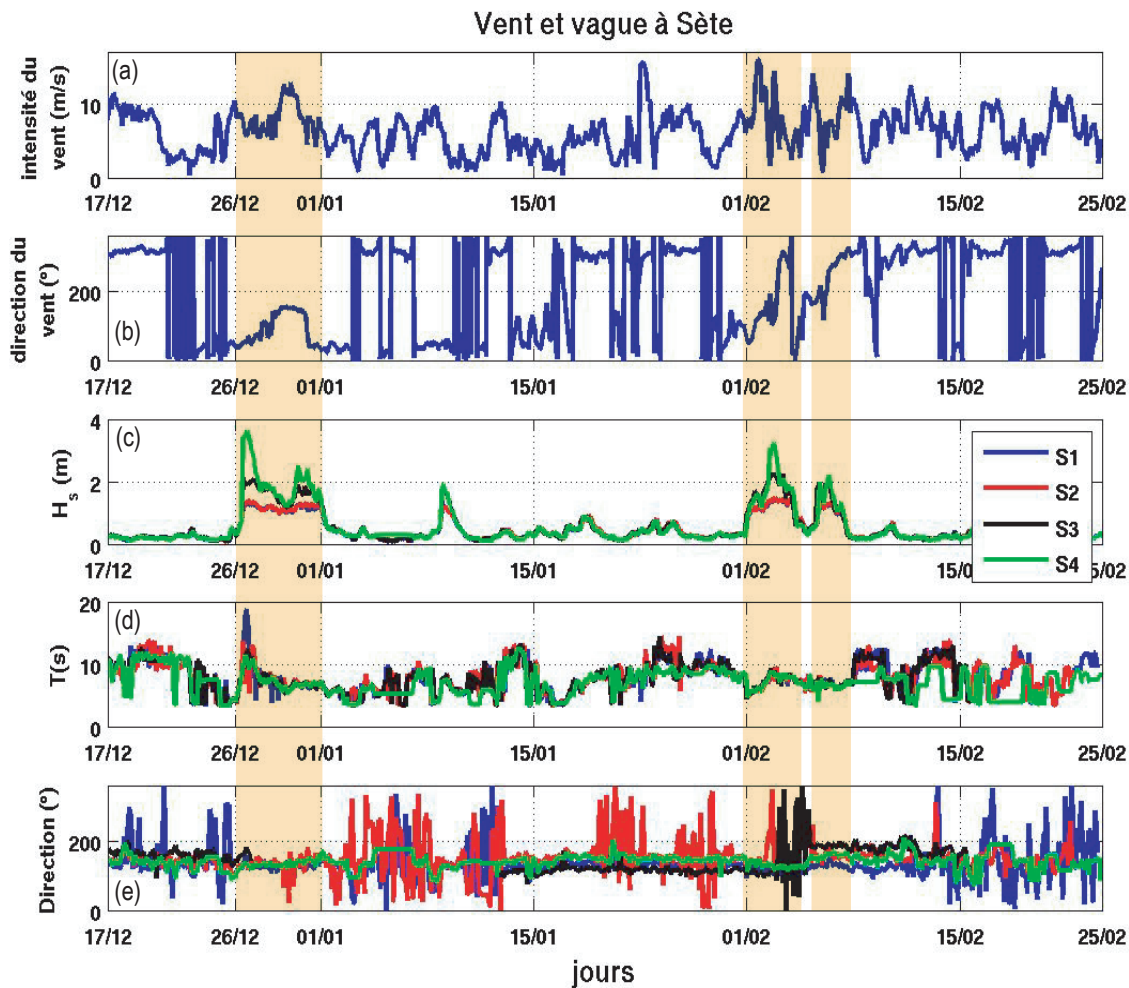 Vent et vague à Sète
(a)
intensité du
vent (m/s)
10
0
17/12 26/12 01/01 15/01 01/02 15/02 25/02
(b)
direction du
vent (°)
200
0
17/12 26/12 01/01 15/01 01/02 15/02 25/02
(c)
H_s (m)
4
2
0
S1
S2
S3
S4
17/12 26/12 01/01 15/01 01/02 15/02 5/02
(d)
T(s)
20
10
0
17/12 26/12 01/01 15/01 01/02 15/02 25/02
(e)
Direction (°)
200
0
17/12 26/12 01/01 15/01 01/02 15/02 25/02
jours